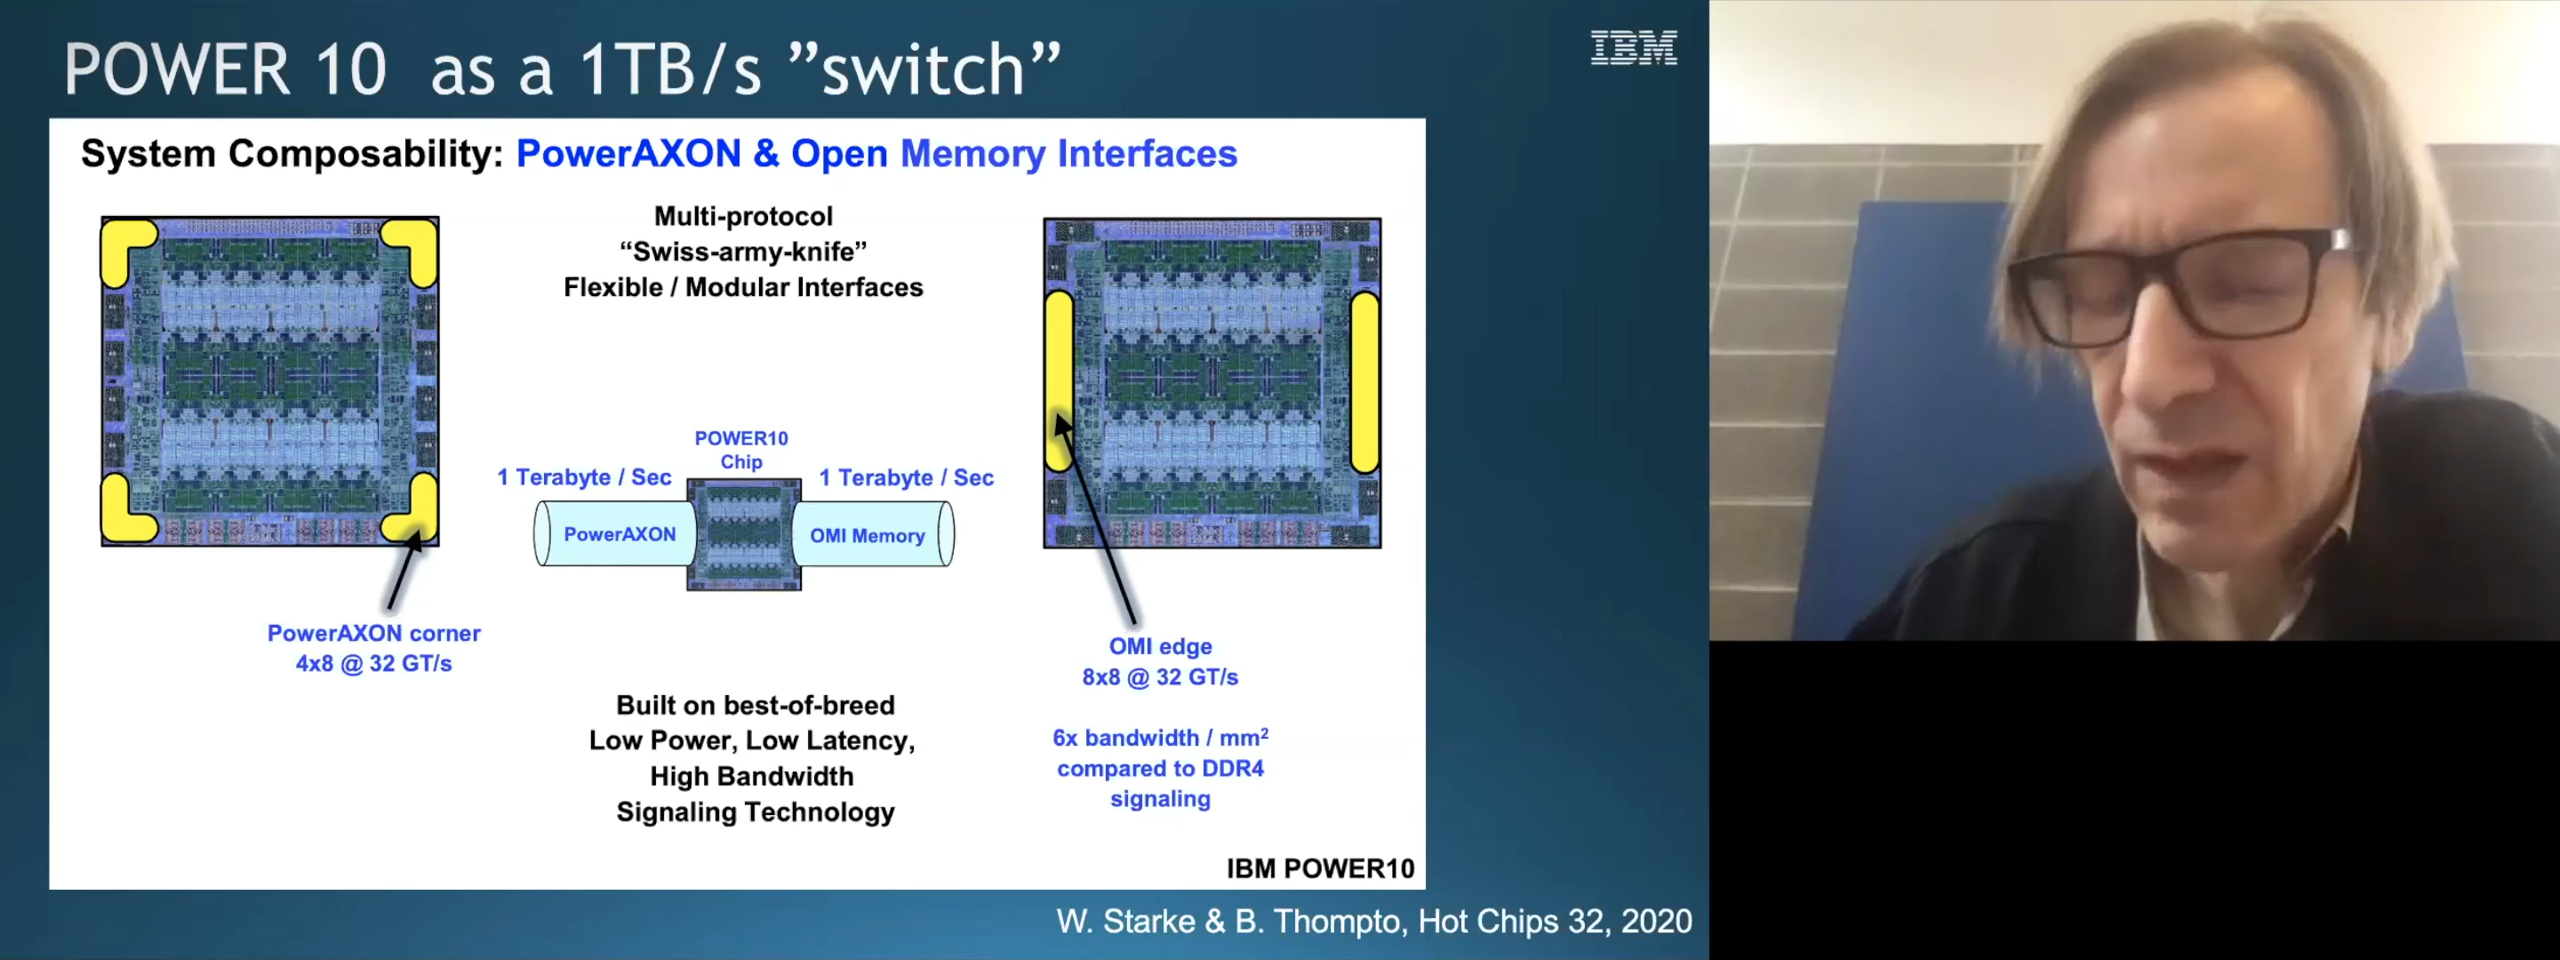 POWER 10 as a 1TB/s ”switch”
IBM
System Composability: PowerAXON & Open Memory Interfaces
Multi-protocol
“Swiss-army-knife”
Flexible / Modular Interfaces
POWER10
Chip
1 Terabyte / Sec
1 Terabyte / Sec
PowerAXON
OMI Memory
PowerAXON corner
4x8 @ 32 GT/s
OMI edge
8x8 @ 32 GT/s
6x bandwidth / mm²
compared to DDR4
signaling
Built on best-of-breed
Low Power, Low Latency,
High Bandwidth
Signaling Technology
IBM POWER10
W. Starke & B. Thompto, Hot Chips 32, 2020